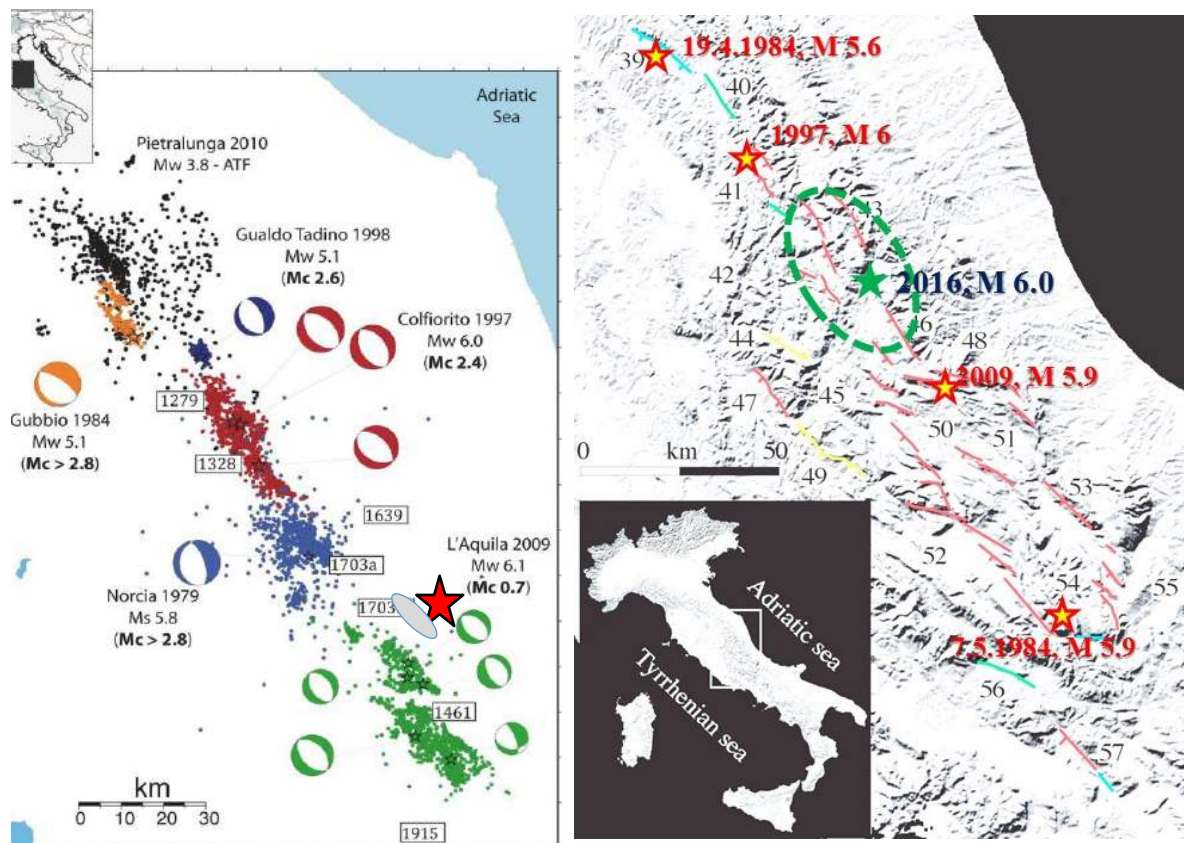 Adriatic
Sea
Pietralunga 2010
Mw 3.8 - ATF
Gualdo Tadino 1998
Mw 5.1
(Mc 2.6)
Colfiorito 1997
Mw 6.0
(Mc 2.4)
?
1279
Gubbio 1984
Mw 5.1
(Mc > 2.8)
1328
1639
1703a
L'Aquila 2009
Mw 6.1
(Mc 0.7)
Norcia 1979
Ms 5.8
(Mc > 2.8)
1703
1461
km
0 10 20 30
1915
39
19.4.1984, M 5.6
40
1997, M 6
41
42
2016, M 6.0
46
44
48
2009, M 5.9
45
47
50
51
0 km 50
49
53
52
54
55
7.5.1984, M 5.9
56
57
Adriatic sea
Tyrrhenian sea